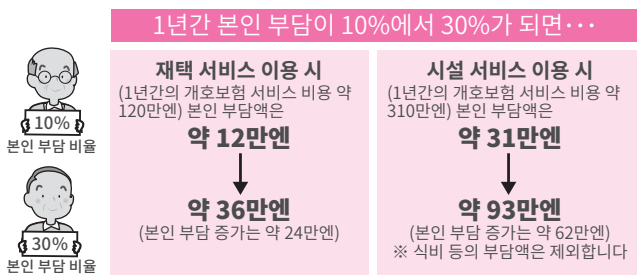 1년간 본인 부담이 10%에서 30%가 되면···
10%
본인 부담 비율
30%
본인 부담 비율
재택 서비스 이용 시
(1년간의 개호보험 서비스 비용 약
120만엔) 본인 부담액은
약 12만엔
약 36만엔
(본인 부담 증가는 약 24만엔)
시설 서비스 이용 시
(1년간의 개호보험 서비스 비용 약
310만엔) 본인 부담액은
약 31만엔
약 93만엔
(본인 부담 증가는 약 62만엔)
※ 식비 등의 부담액은 제외합니다